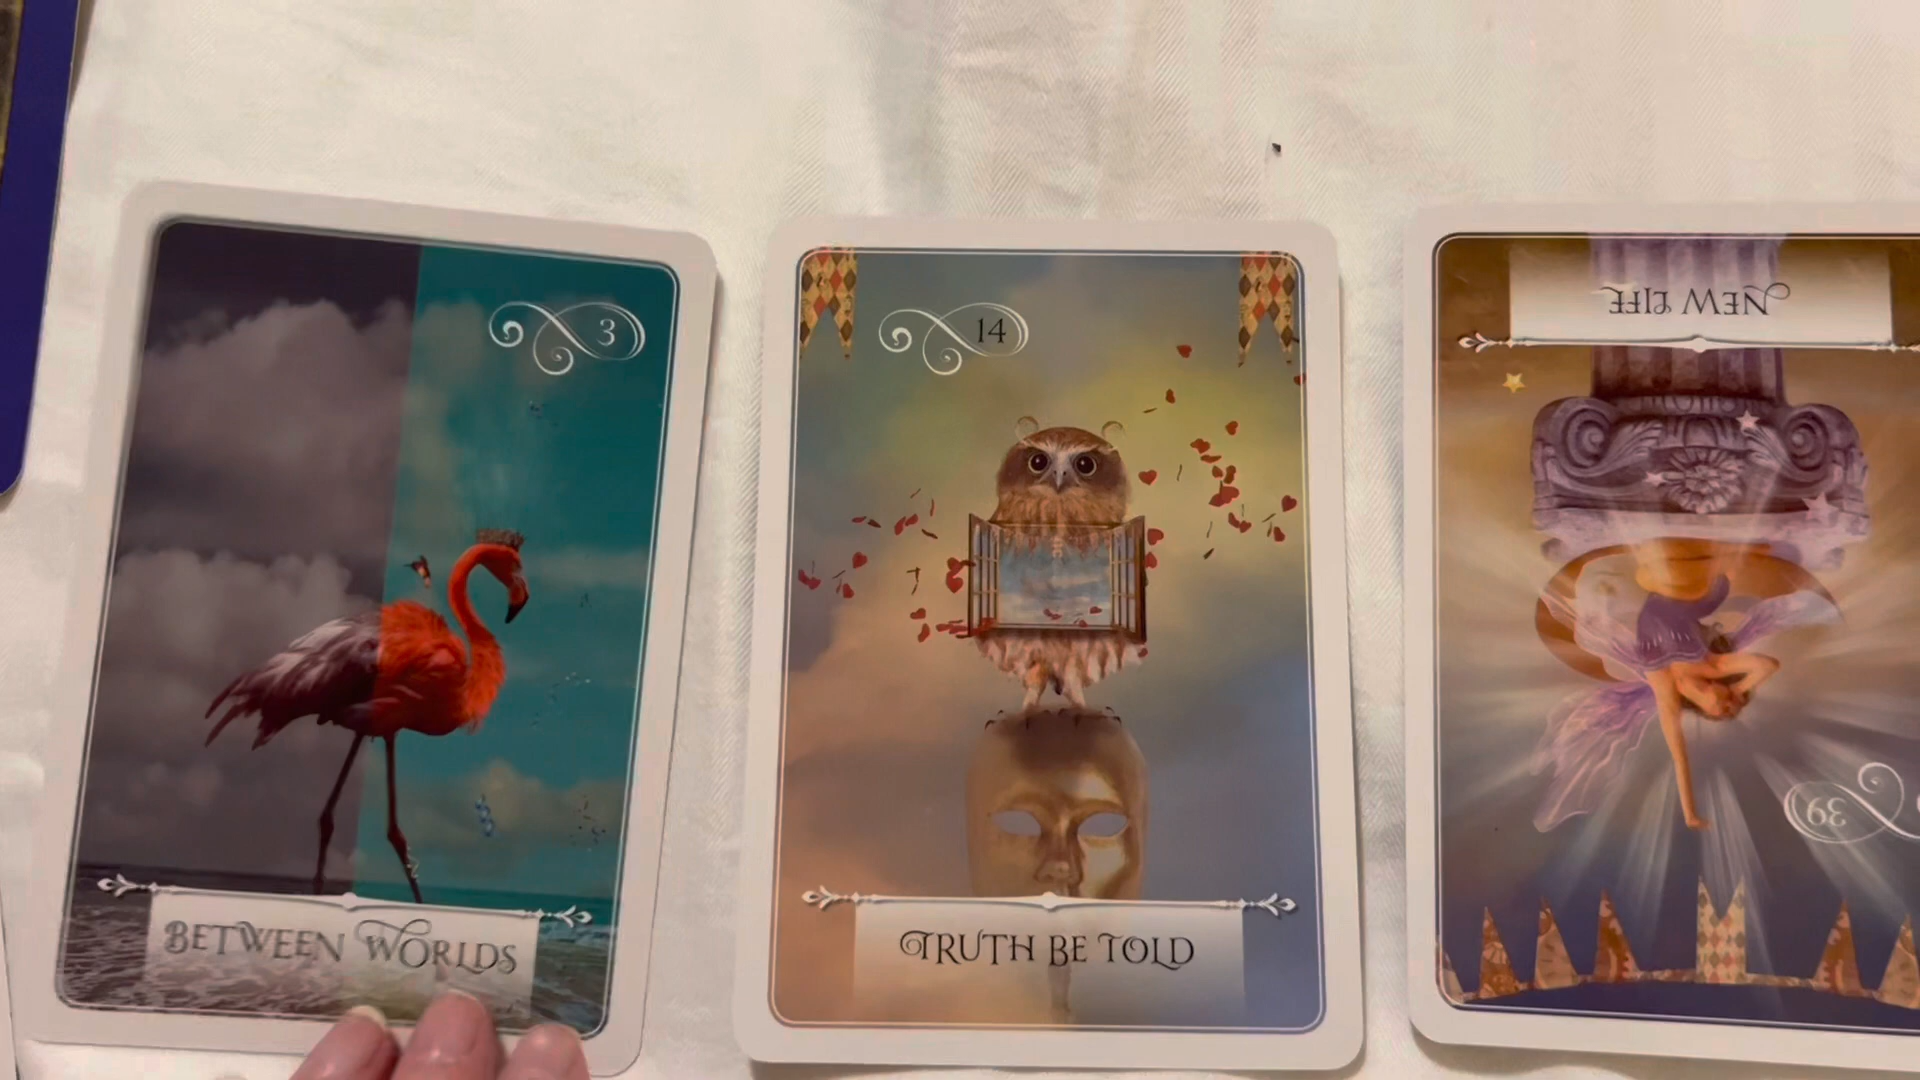 3
BETWEEN WORLDS
14
TRUTH BE TOLD
NEW LIFE
39